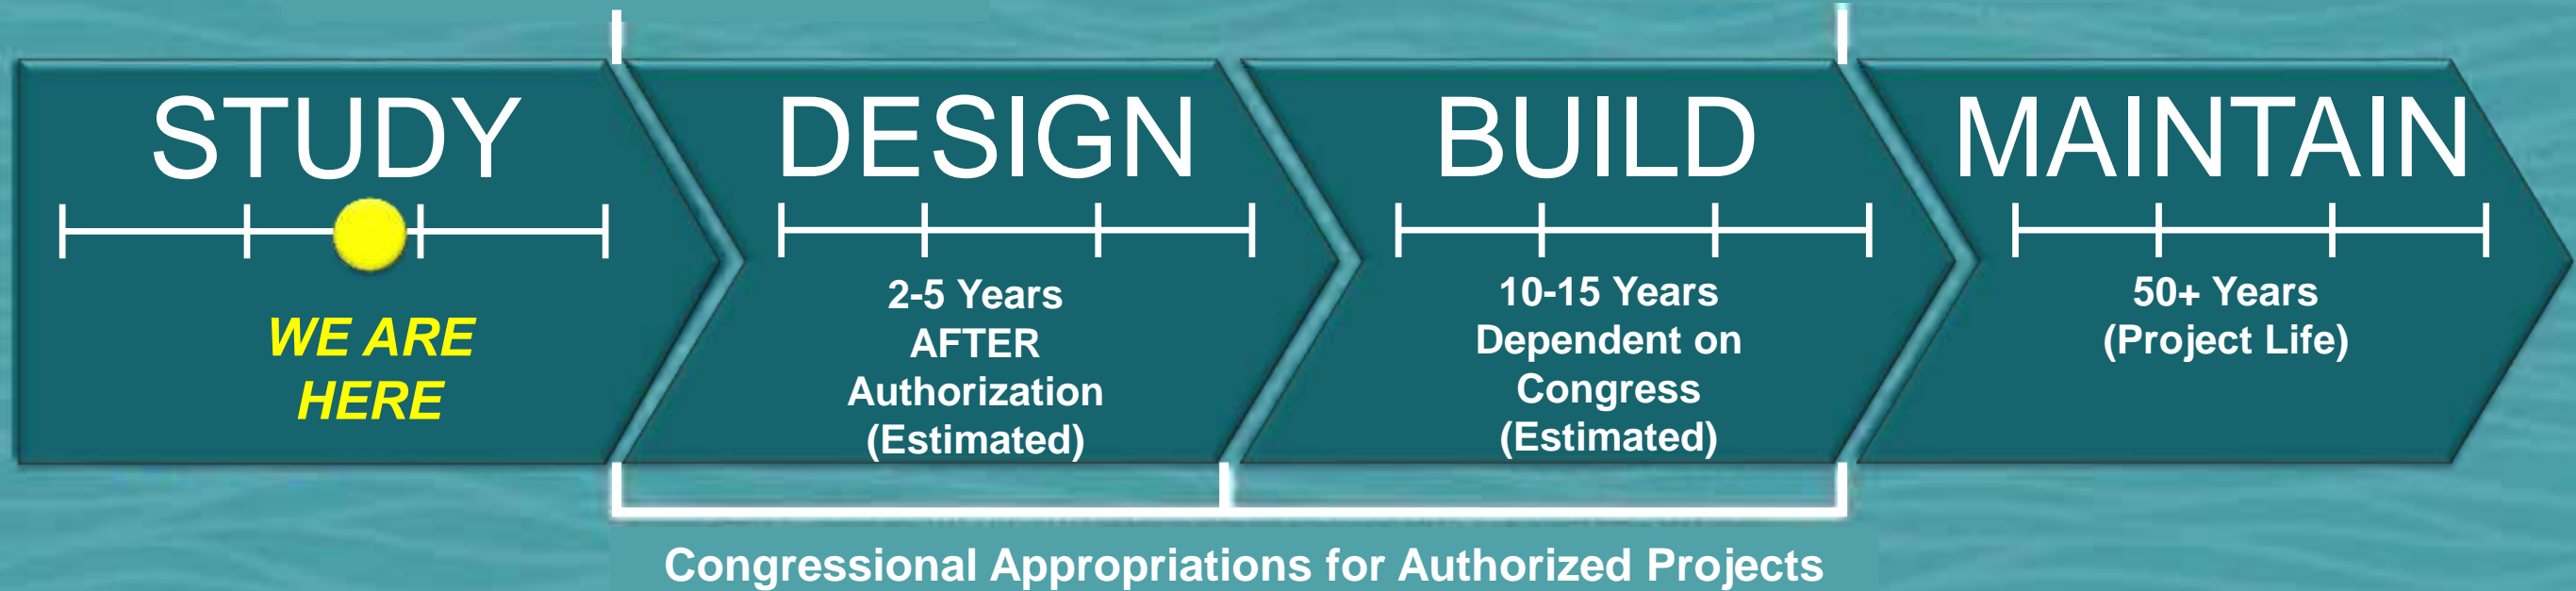 STUDY
WE ARE
HERE
DESIGN
2-5 Years
AFTER
Authorization
(Estimated)
BUILD
10-15 Years
Dependent on
Congress
(Estimated)
MAINTAIN
50+ Years
(Project Life)
Congressional Appropriations for Authorized Projects